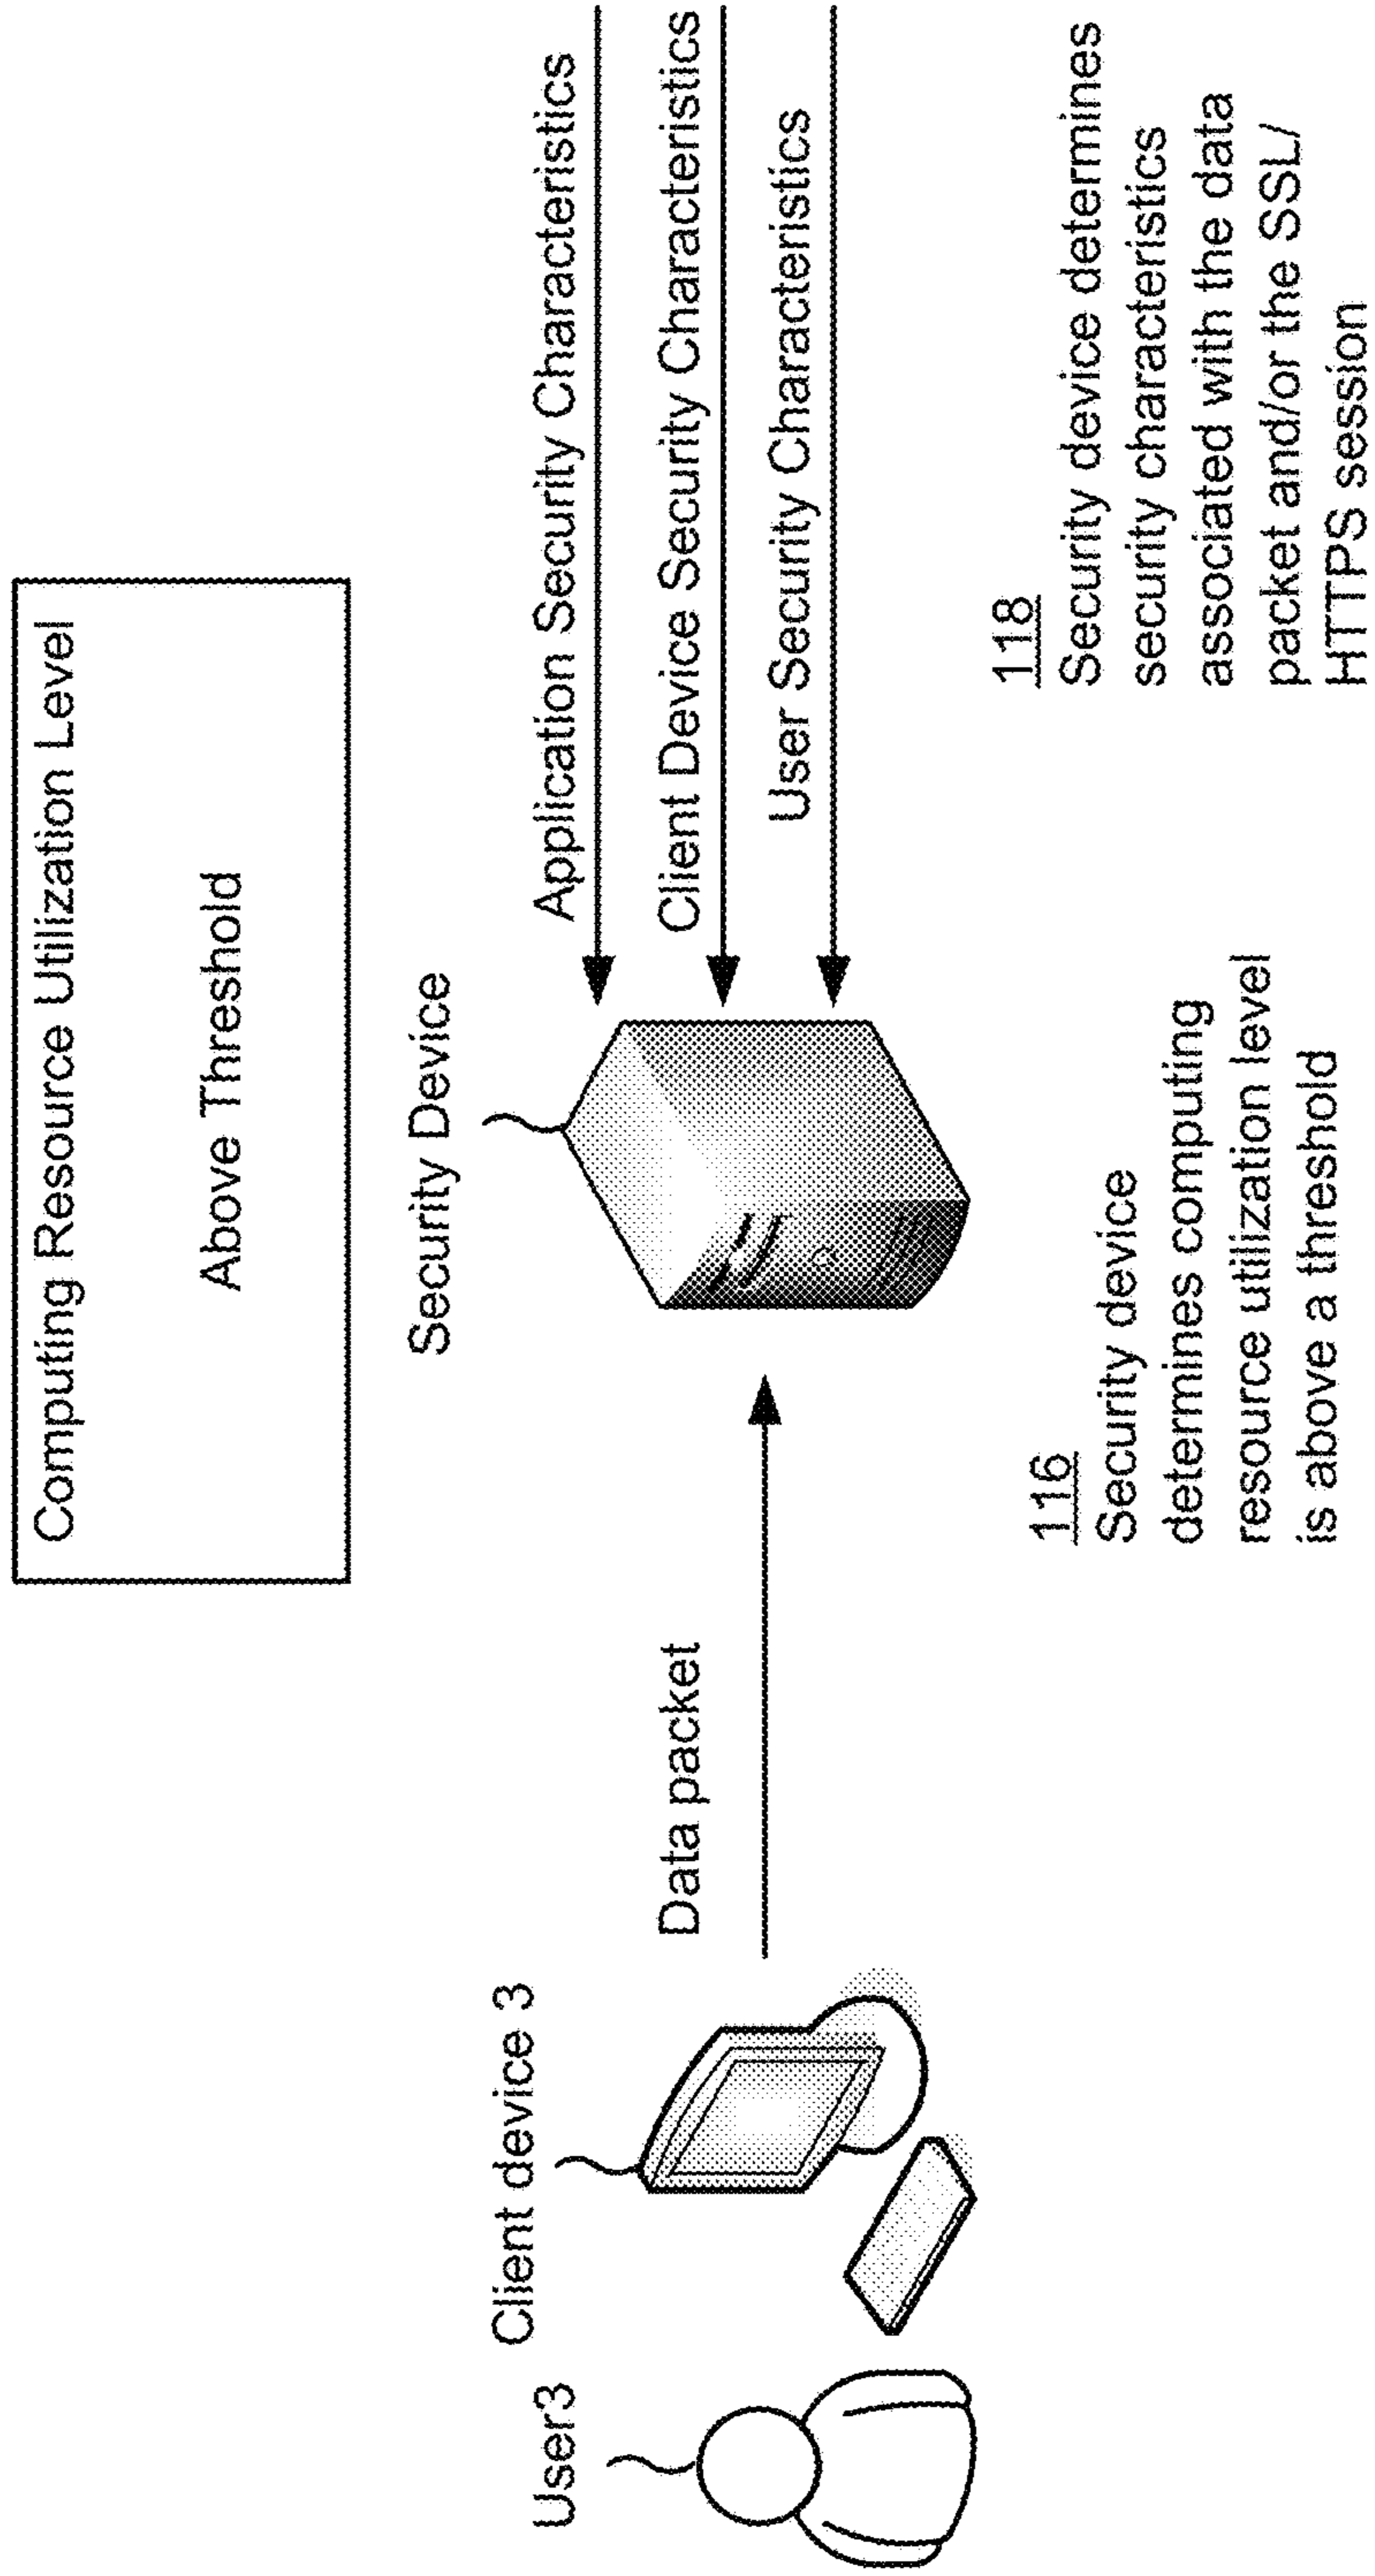 Computing Resource Utilization Level
Above Threshold
Security Device
Application Security Characteristics
Client Device Security Characteristics
User Security Characteristics
Data packet
Client device 3
User3
116
Security device
determines computing
resource utilization level
is above a threshold
118
Security device determines
security characteristics
associated with the data
packet and/or the SSL/
HTTPS session